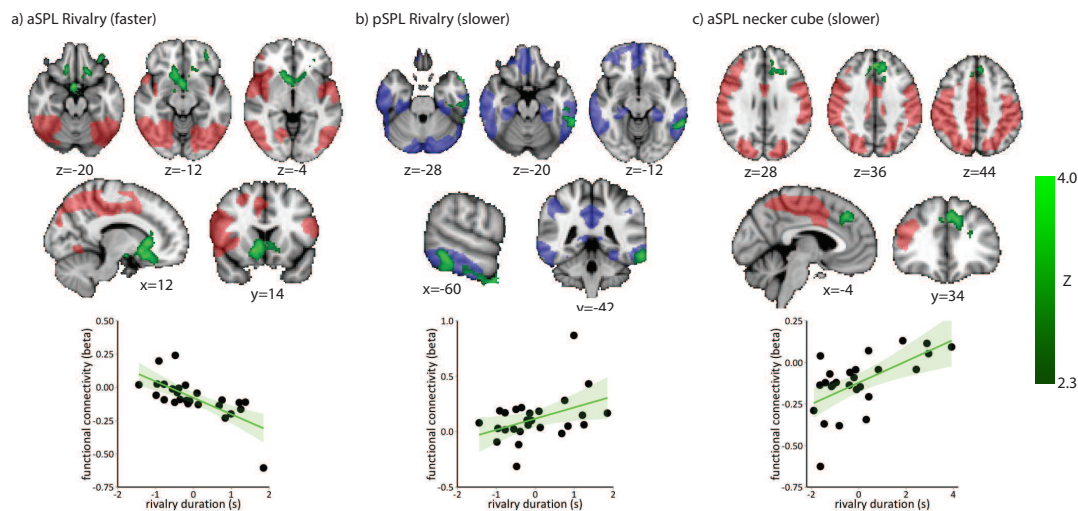 a) aSPL Rivalry (faster)
b) pSPL Rivalry (slower)
c) aSPL necker cube (slower)
z=-20
z=-12
z=-4
z=-28
z=-20
z=-12
z=28
z=36
z=44
x=12
y=14
x=-60
y=-42
x=-4
y=34
4.0
Z
2.3
functional connectivity (beta)
0.50
0.25
0.00
-0.25
-0.50
-0.75
-2
-1
0
1
2
rivalry duration (s)
functional connectivity (beta)
1.0
0.5
0.0
-0.5
-2
-1
0
1
2
rivalry duration (s)
functional connectivity (beta)
0.25
0.00
-0.25
-0.50
-0.75
-2
0
2
4
rivalry duration (s)